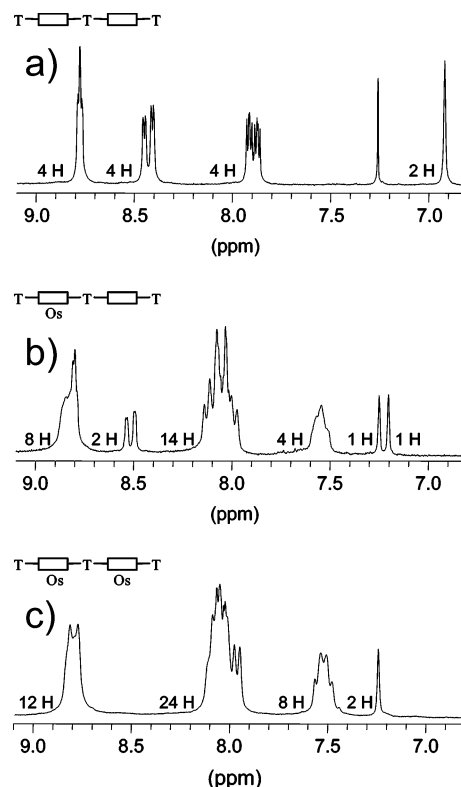 T T T
a)
4 H 4 H 4 H 2 H
9.0 8.5 8.0 7.5 7.0
(ppm)
T T T
Os
b)
8 H 2 H 14 H 4 H 1 H 1 H
9.0 8.5 8.0 7.5 7.0
(ppm)
T T T
Os Os
c)
12 H 24 H 8 H 2 H
9.0 8.5 8.0 7.5 7.0
(ppm)